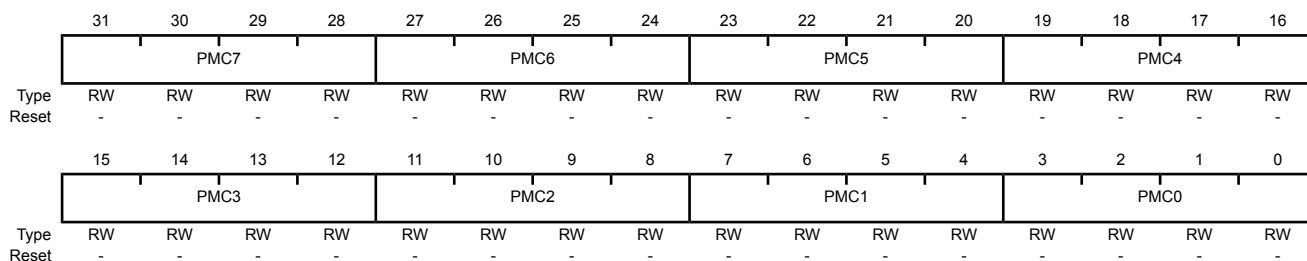 31 30 29 28 27 26 25 24 23 22 21 20 19 18 17 16
PMC7 PMC6 PMC5 PMC4
Type RW RW RW RW RW RW RW RW RW RW RW RW RW RW RW RW
Reset - - - - - - - - - - - - - - - -
15 14 13 12 11 10 9 8 7 6 5 4 3 2 1 0
PMC3 PMC2 PMC1 PMC0
Type RW RW RW RW RW RW RW RW RW RW RW RW RW RW RW RW
Reset - - - - - - - - - - - - - - - -